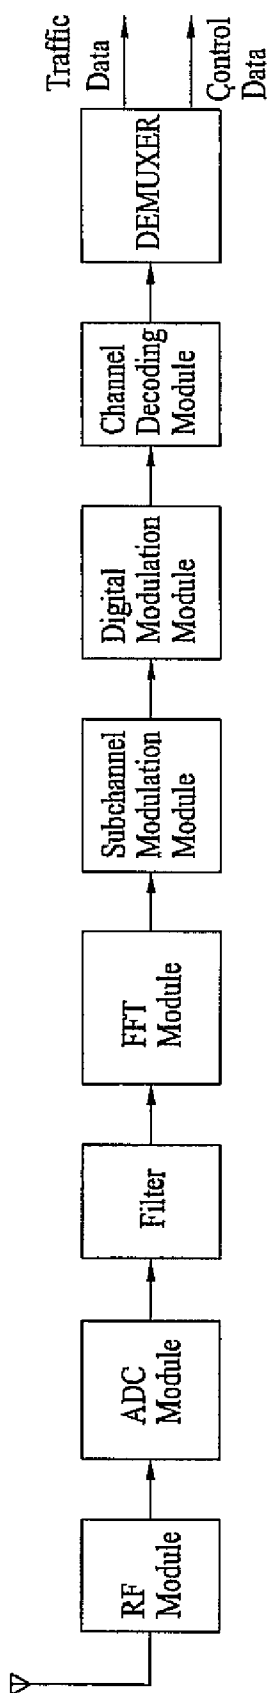 RF
Module
ADC
Module
Filter
FFT
Module
Subchannel
Modulation
Module
Digital
Modulation
Module
Channel
Decoding
Module
DEMUXER
Traffic
Data
Control
Data